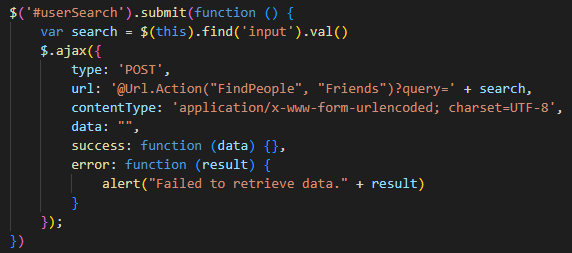 $('#userSearch').submit(function () {
    var search = $(this).find('input').val()
    $.ajax({
        type: 'POST',
        url: '@Url.Action("FindPeople", "Friends")?query=' + search,
        contentType: 'application/x-www-form-urlencoded; charset=UTF-8',
        data: "",
        success: function (data) {},
        error: function (result) {
            alert("Failed to retrieve data." + result)
        }
    });
})